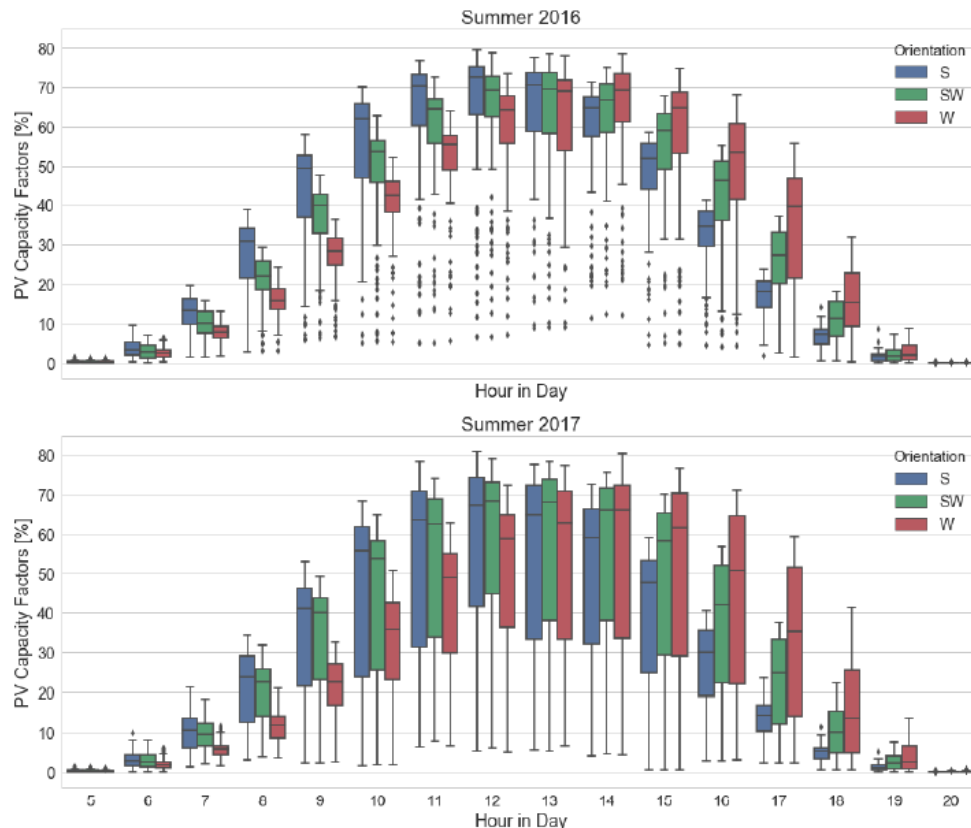 Summer 2016
PV Capacity Factors [%]
80
70
60
50
40
30
20
10
0
Orientation
S
SW
W
Hour in Day
Summer 2017
PV Capacity Factors [%]
80
70
60
50
40
30
20
10
0
Orientation
S
SW
W
5 6 7 8 9 10 11 12 13 14 15 16 17 18 19 20
Hour in Day